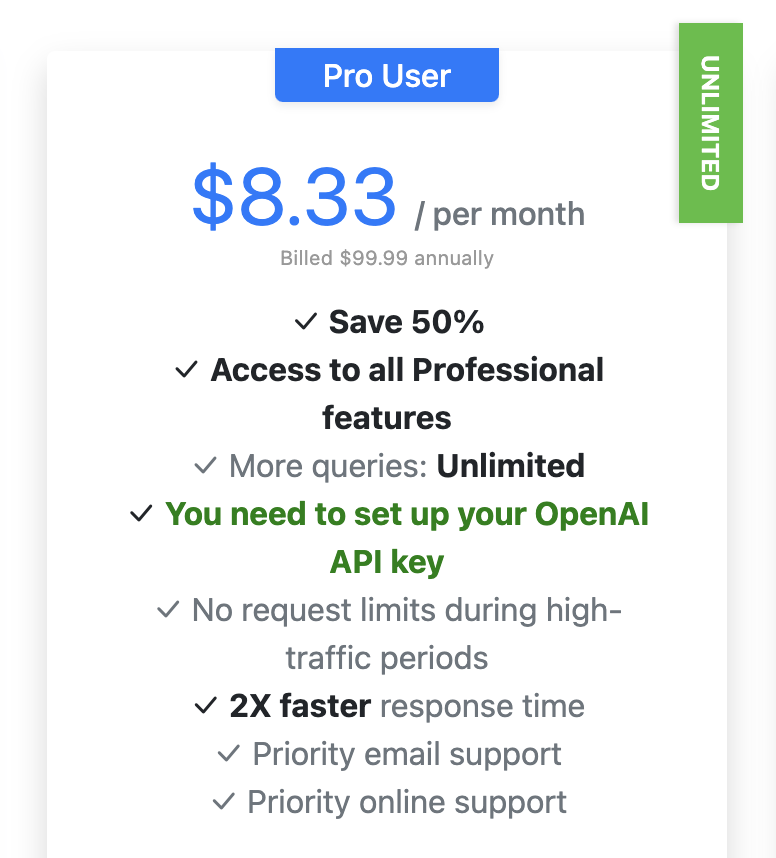 Pro User
UNLIMITED
$8.33 / per month
Billed $99.99 annually
✓ Save 50%
✓ Access to all Professional
features
✓ More queries: Unlimited
✓ You need to set up your OpenAI
API key
✓ No request limits during high-
traffic periods
✓ 2X faster response time
✓ Priority email support
✓ Priority online support